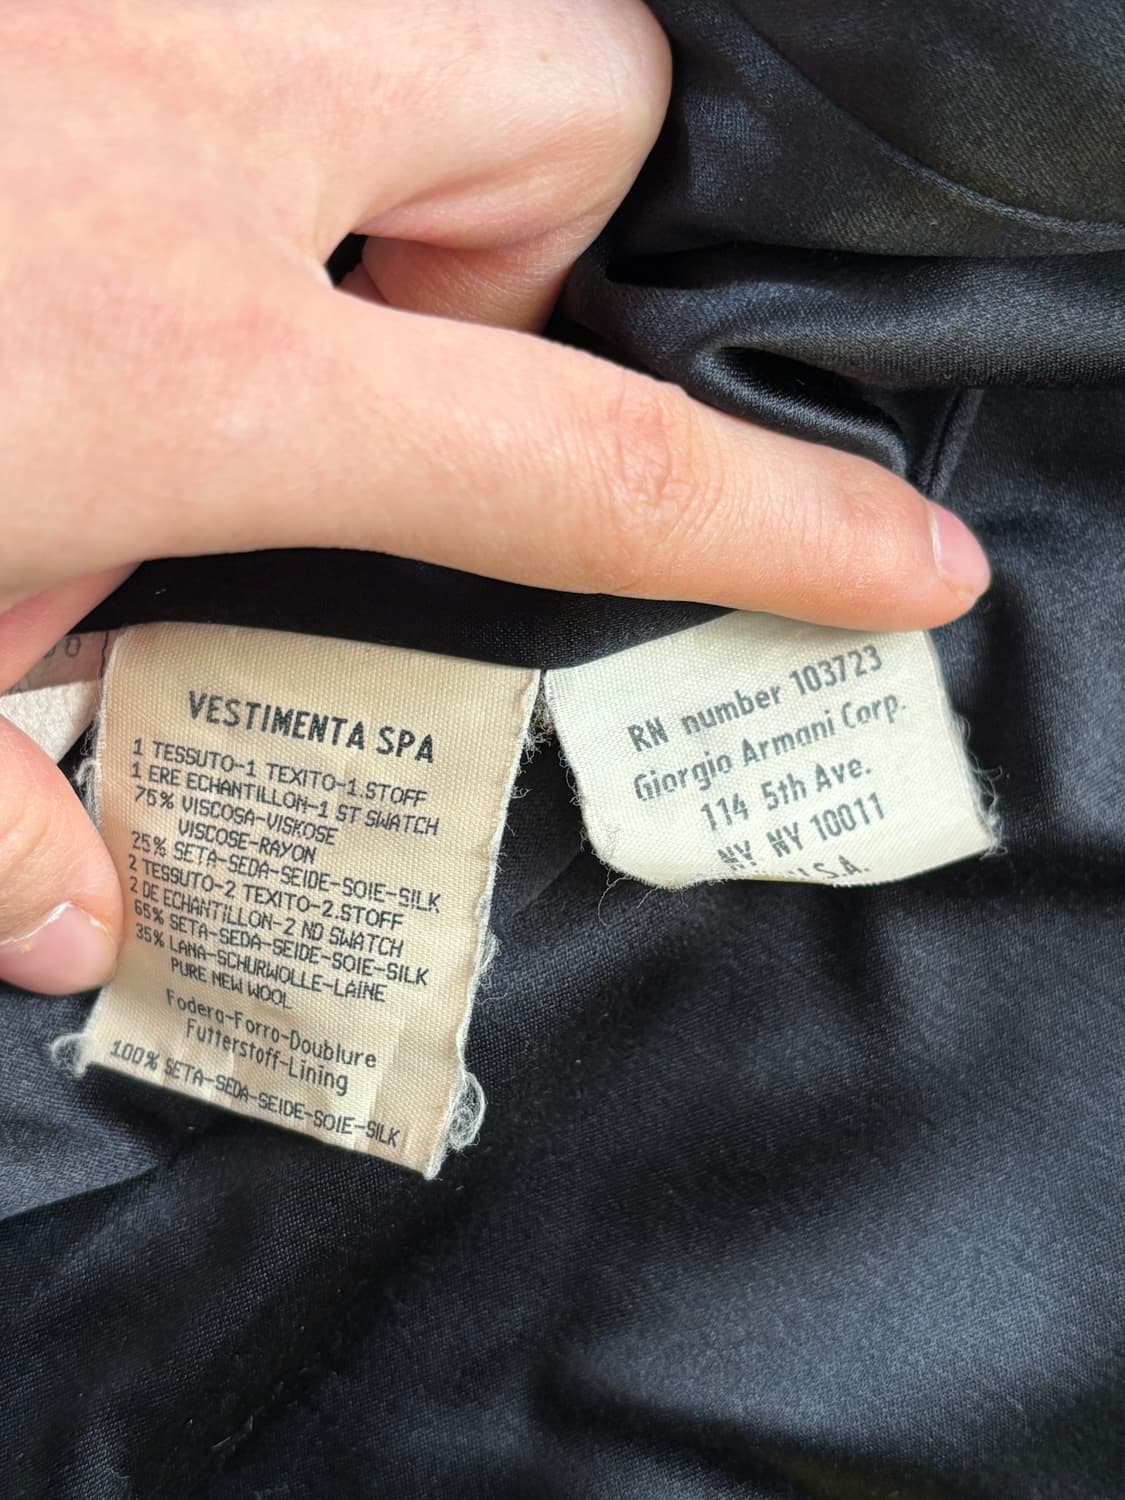 VESTIMENTA SPA
1 TESSUTO-1 TEXITO-1.STOFF
1 ERE ECHANTILLON-1 ST SWATCH
75% VISCOSA-VISKOSE
VISCOSE-RAYON
25% SETA-SEDA-SEIDE-SOIE-SILK
2 TESSUTO-2 TEXITO-2.STOFF
2 DE ECHANTILLON-2 ND SWATCH
65% SETA-SEDA-SEIDE-SOIE-SILK
35% LANA-SCHURWOLLE-LAINE
PURE NEW WOOL
Fodera-Forro-Doublure
Futterstoff-Lining
100% SETA-SEDA-SEIDE-SOIE-SILK
RN number 103723
Giorgio Armani Corp.
114 5th Ave.
NY NY 10011
U.S.A.